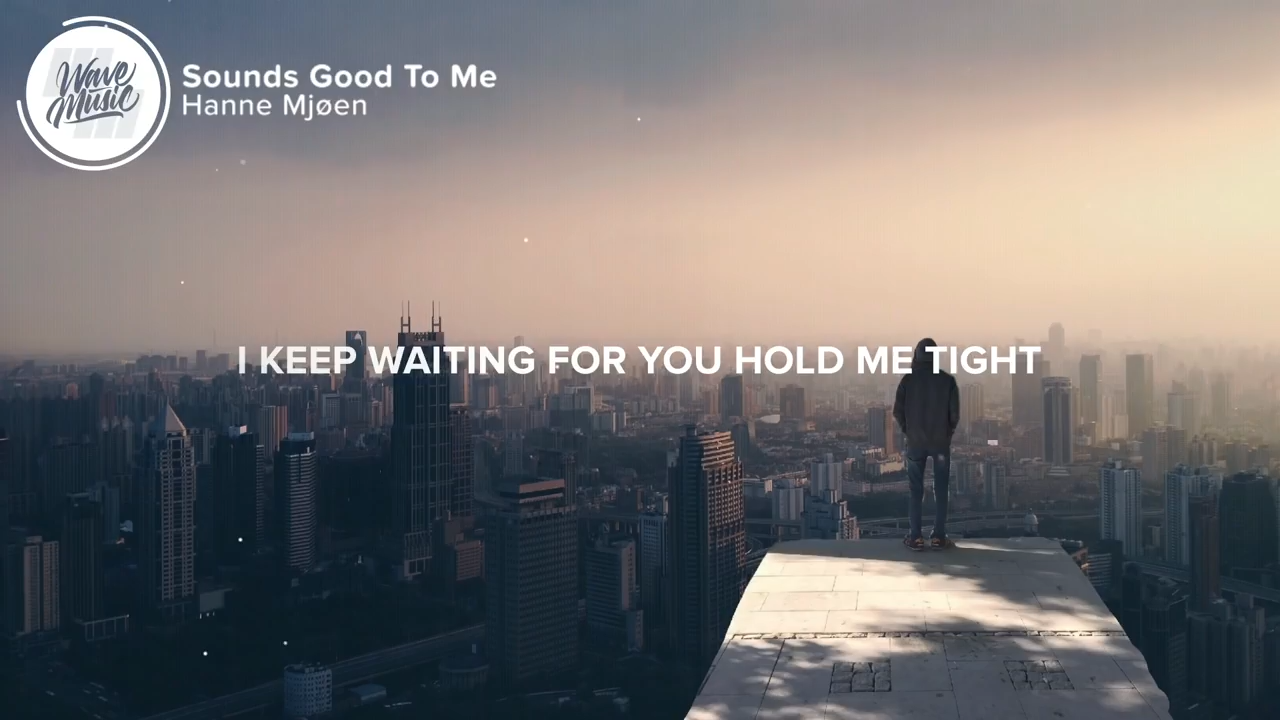 Wave
Music
Sounds Good To Me
Hanne Mjøen
I KEEP WAITING FOR YOU HOLD ME TIGHT